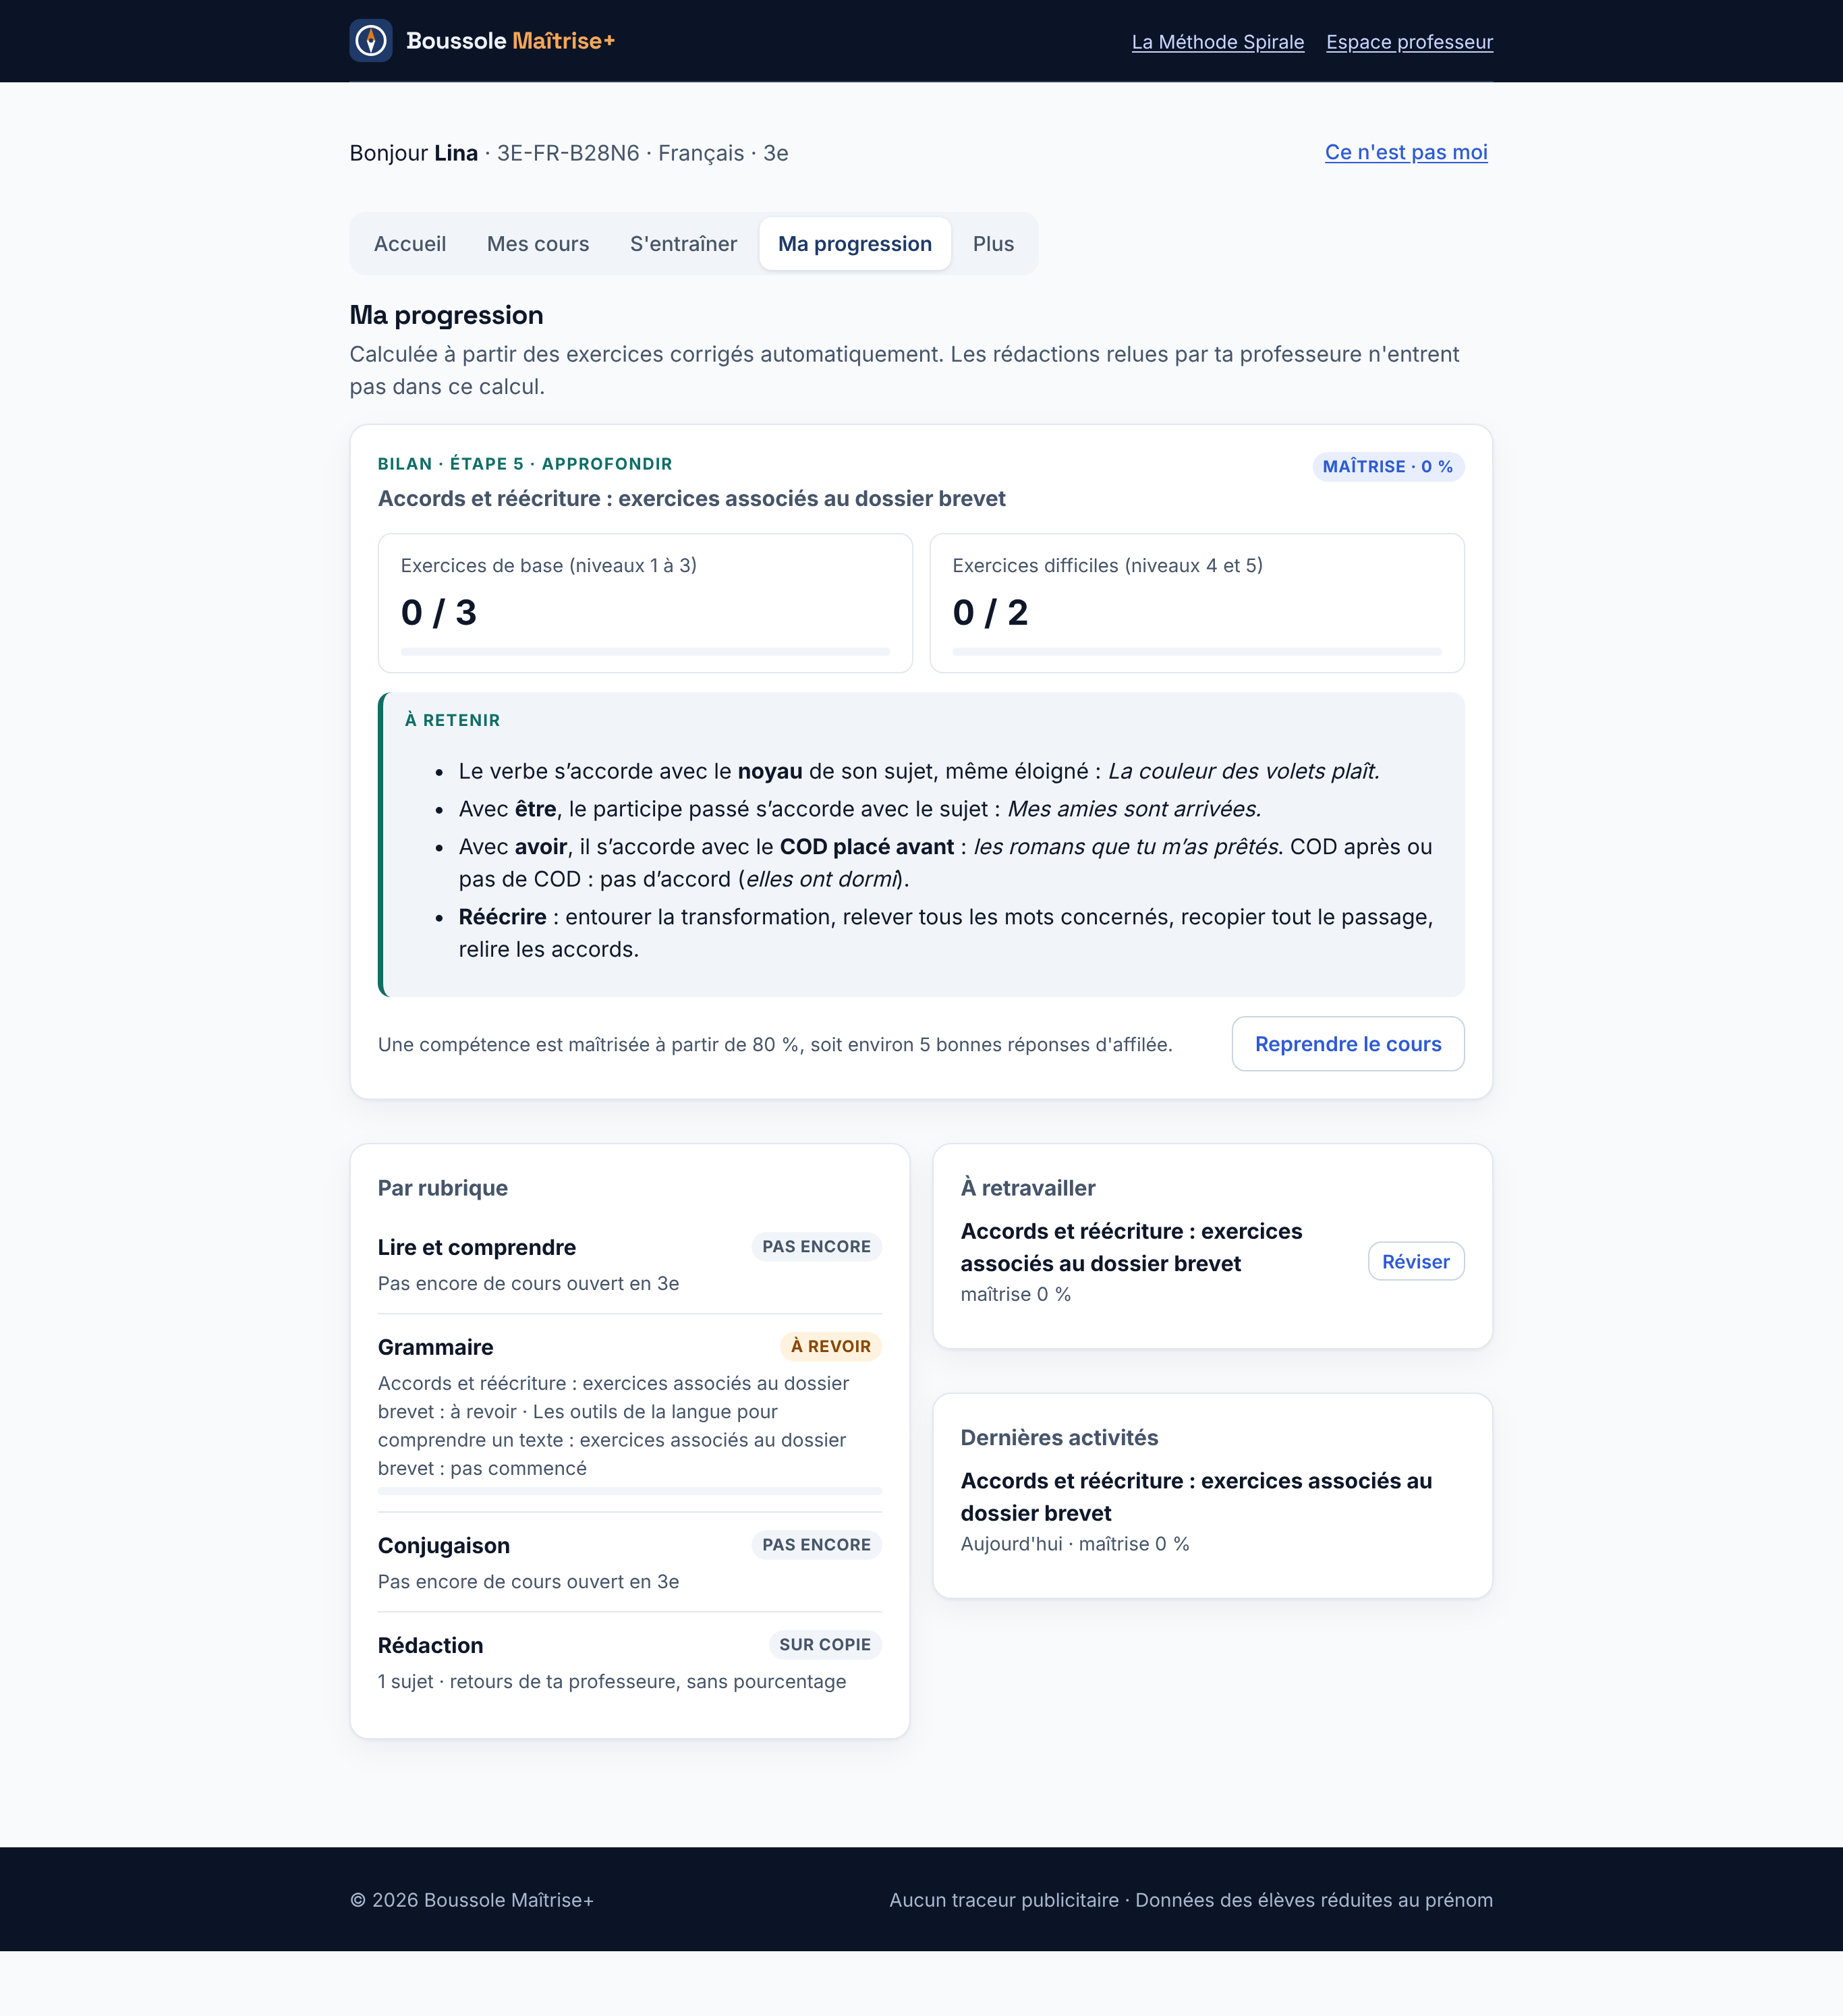 Boussole Maîtrise+
La Méthode Spirale
Espace professeur
Bonjour Lina · 3E-FR-B28N6 · Français · 3e
Ce n'est pas moi
Accueil
Mes cours
S'entraîner
Ma progression
Plus
Ma progression
Calculée à partir des exercices corrigés automatiquement. Les rédactions relues par ta professeure n'entrent
pas dans ce calcul.
BILAN · ÉTAPE 5 · APPROFONDIR
MAÎTRISE · 0 %
Accords et réécriture : exercices associés au dossier brevet
Exercices de base (niveaux 1 à 3)
0 / 3
Exercices difficiles (niveaux 4 et 5)
0 / 2
À RETENIR
• Le verbe s’accorde avec le noyau de son sujet, même éloigné : La couleur des volets plaît.
• Avec être, le participe passé s’accorde avec le sujet : Mes amies sont arrivées.
• Avec avoir, il s’accorde avec le COD placé avant : les romans que tu m’as prêtés. COD après ou
pas de COD : pas d’accord (elles ont dormi).
• Réécrire : entourer la transformation, relever tous les mots concernés, recopier tout le passage,
relire les accords.
Une compétence est maîtrisée à partir de 80 %, soit environ 5 bonnes réponses d'affilée.
Reprendre le cours
Par rubrique
Lire et comprendre
PAS ENCORE
Pas encore de cours ouvert en 3e
Grammaire
À REVOIR
Accords et réécriture : exercices associés au dossier
brevet : à revoir · Les outils de la langue pour
comprendre un texte : exercices associés au dossier
brevet : pas commencé
Conjugaison
PAS ENCORE
Pas encore de cours ouvert en 3e
Rédaction
SUR COPIE
1 sujet · retours de ta professeure, sans pourcentage
À retravailler
Accords et réécriture : exercices
associés au dossier brevet
maîtrise 0 %
Réviser
Dernières activités
Accords et réécriture : exercices associés au
dossier brevet
Aujourd'hui · maîtrise 0 %
© 2026 Boussole Maîtrise+
Aucun traceur publicitaire · Données des élèves réduites au prénom